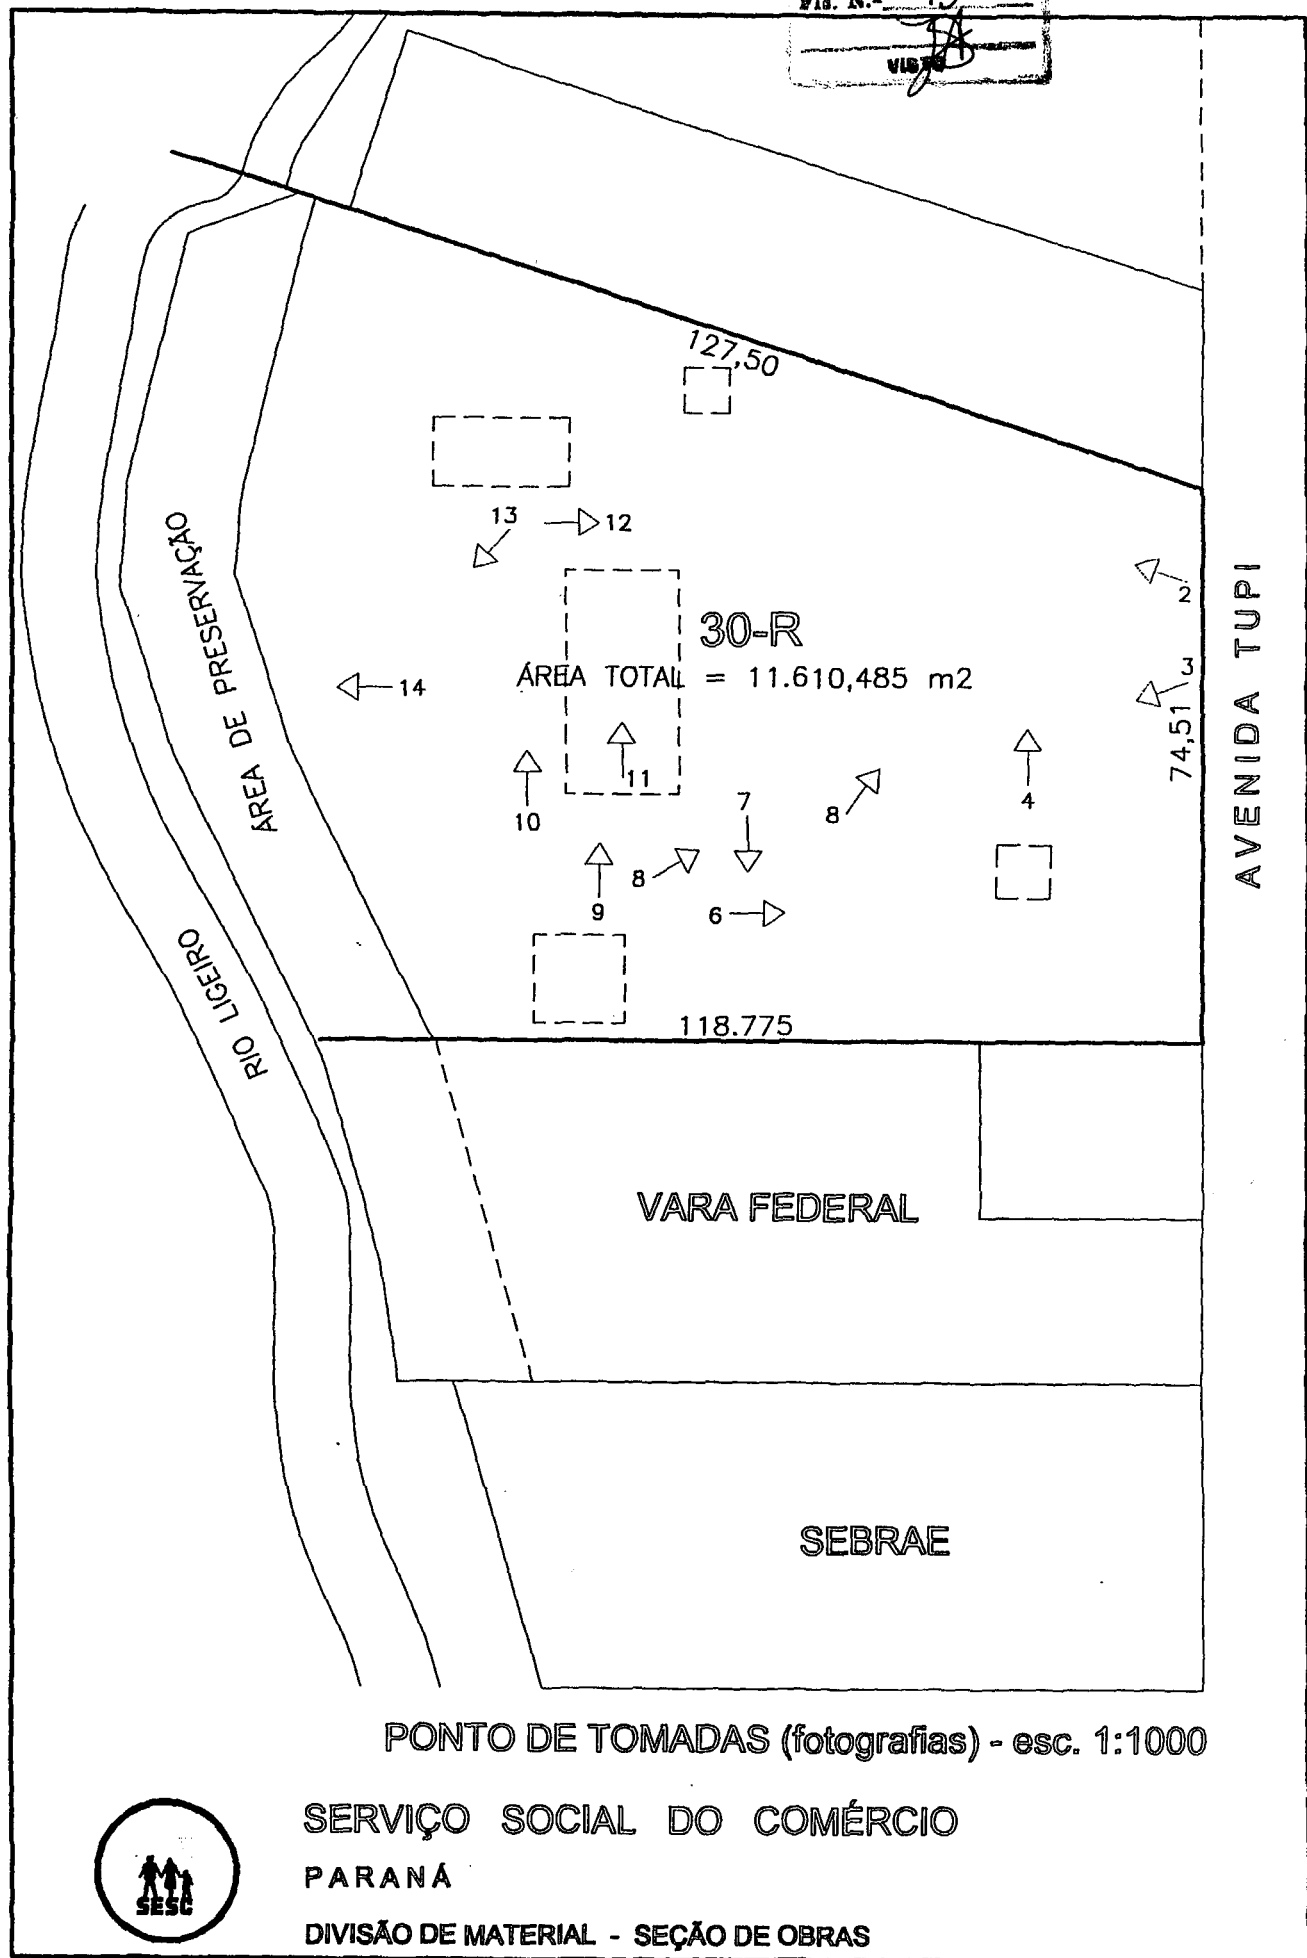 Fls. N.-
VISTO
127,50
13
12
2
30-R
ÁREA TOTAL = 11.610,485 m2
3
14
ÁREA DE PRESERVAÇÃO
74,51
AVENIDA TUPI
11
10
7
8
4
8
9
6
RIO LIGEIRO
118.775
VARA FEDERAL
SEBRAE
PONTO DE TOMADAS (fotografias) - esc. 1:1000
SERVIÇO SOCIAL DO COMÉRCIO
PARANÁ
SESC
DIVISÃO DE MATERIAL - SEÇÃO DE OBRAS